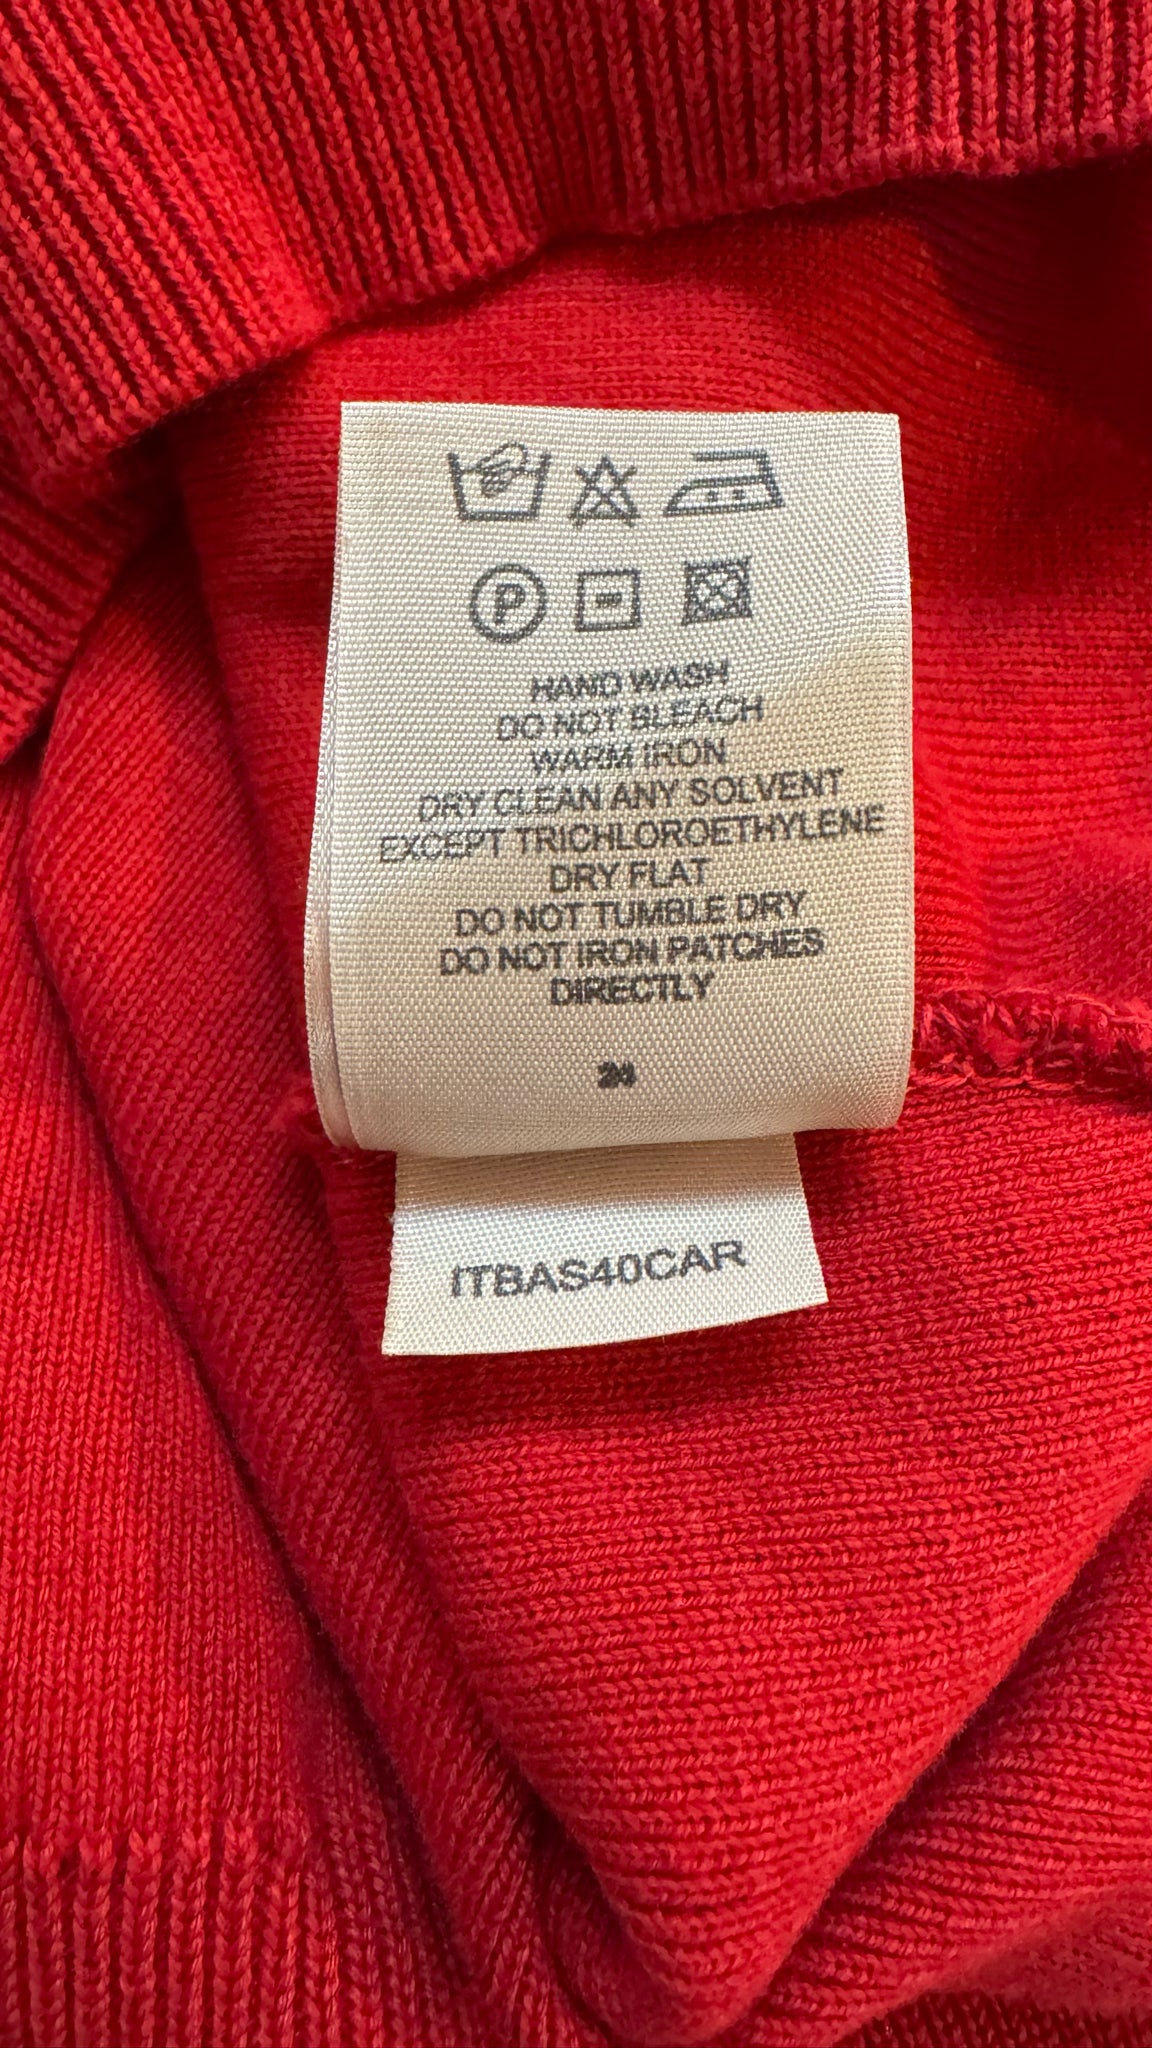 P
HAND WASH
DO NOT BLEACH
WARM IRON
DRY CLEAN ANY SOLVENT
EXCEPT TRICHLOROETHYLENE
DRY FLAT
DO NOT TUMBLE DRY
DO NOT IRON PATCHES
DIRECTLY
24
ITBAS40CAR